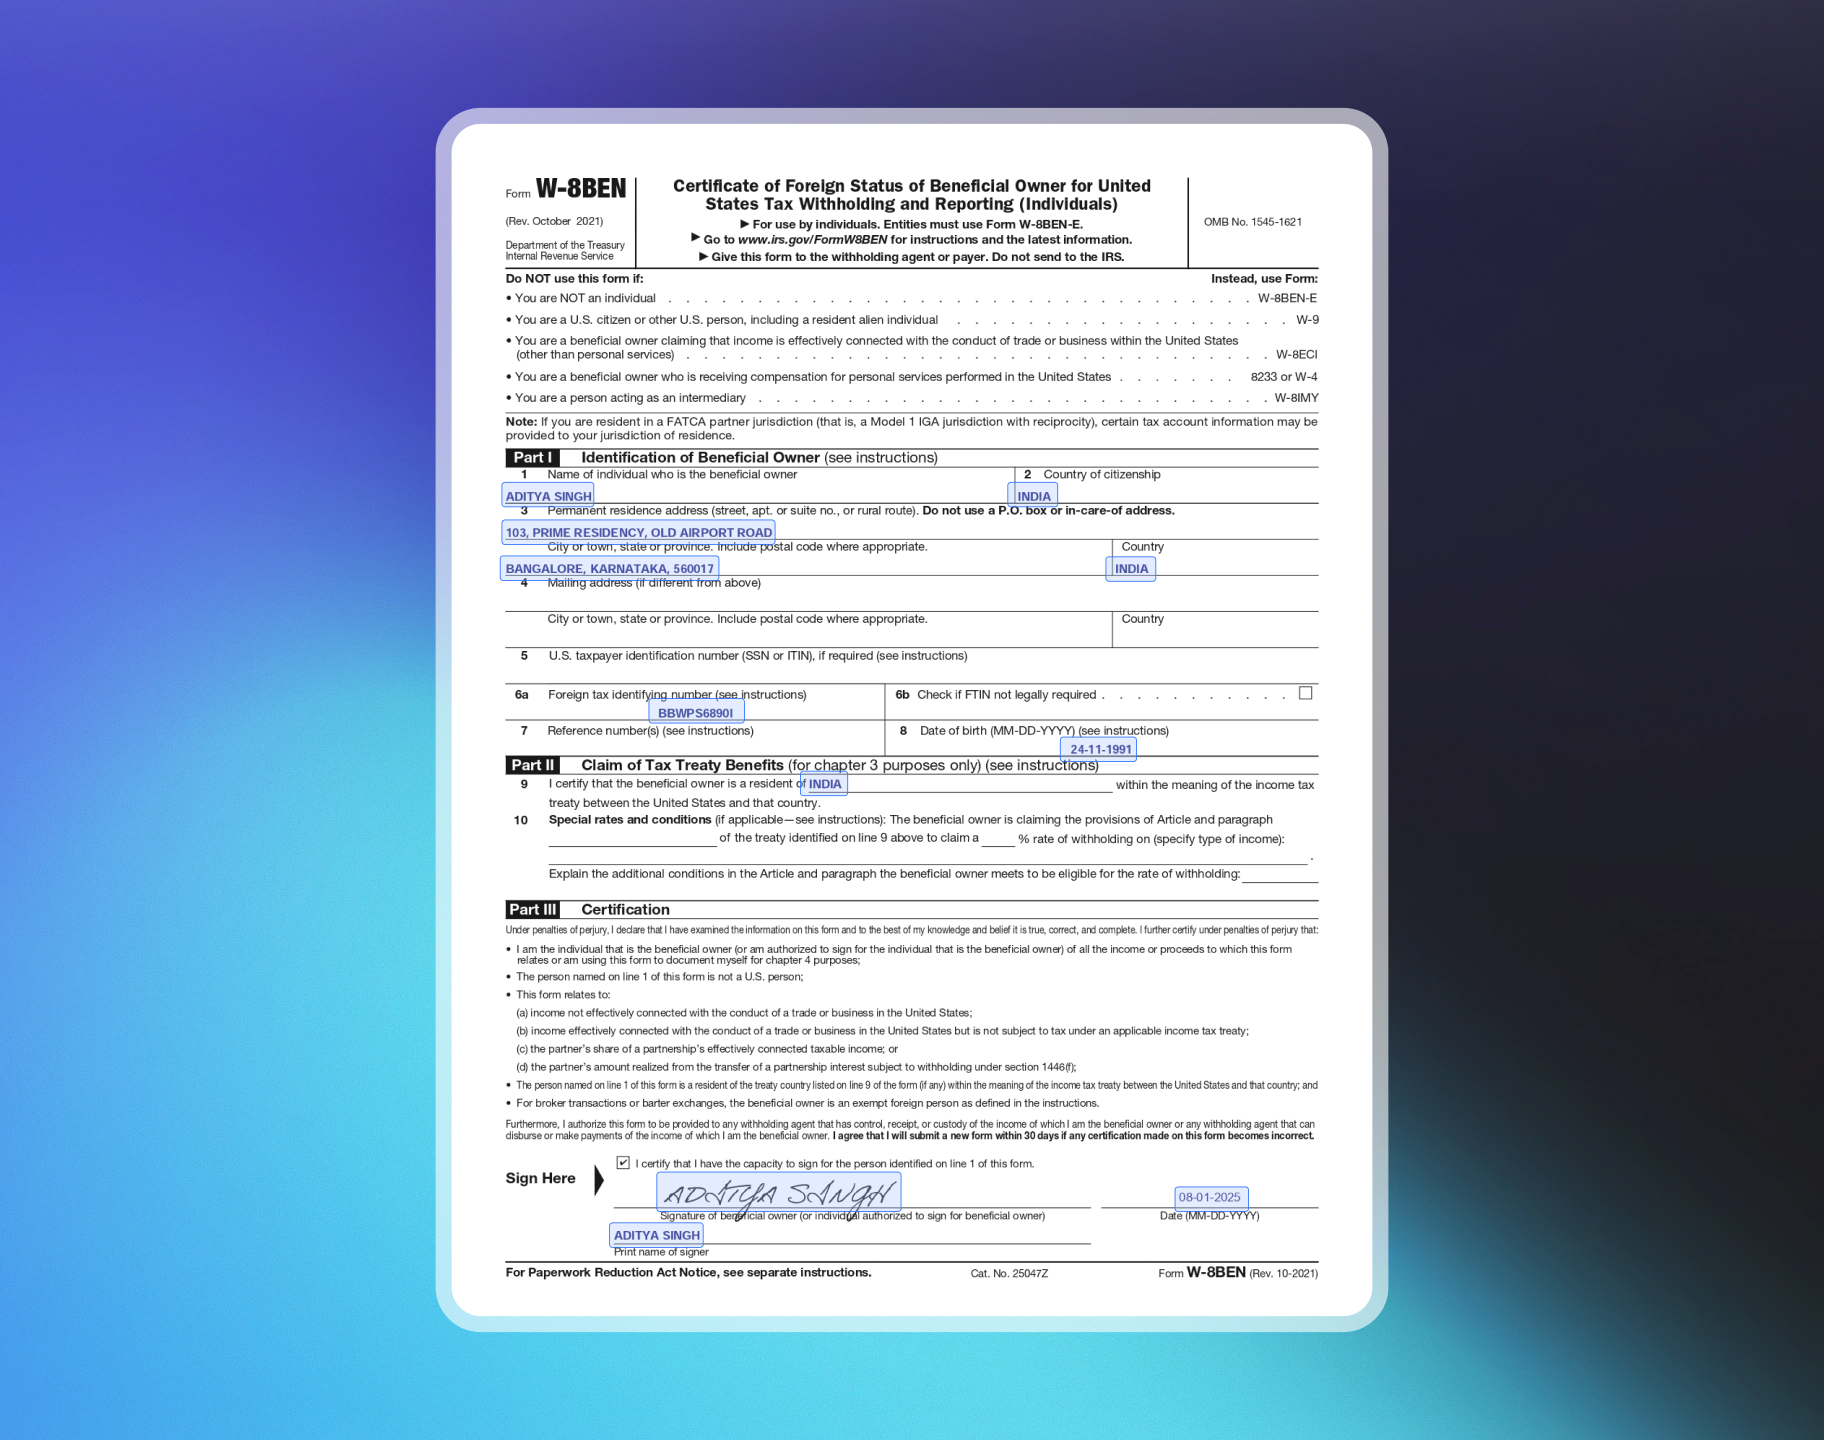 Form W-8BEN
(Rev. October 2021)
Department of the Treasury
Internal Revenue Service
Certificate of Foreign Status of Beneficial Owner for United
States Tax Withholding and Reporting (Individuals)
▶ For use by individuals. Entities must use Form W-8BEN-E.
▶ Go to www.irs.gov/FormW8BEN for instructions and the latest information.
▶ Give this form to the withholding agent or payer. Do not send to the IRS.
OMB No. 1545-1621
Do NOT use this form if: Instead, use Form:
• You are NOT an individual . . . . . . . . . . . . . . . . . . . . . . . . . . . . . . . . . W-8BEN-E
• You are a U.S. citizen or other U.S. person, including a resident alien individual . . . . . . . . . . . . . . . . . . . W-9
• You are a beneficial owner claiming that income is effectively connected with the conduct of trade or business within the United States
(other than personal services) . . . . . . . . . . . . . . . . . . . . . . . . . . . . . . . . . W-8ECI
• You are a beneficial owner who is receiving compensation for personal services performed in the United States . . . . . . . 8233 or W-4
• You are a person acting as an intermediary . . . . . . . . . . . . . . . . . . . . . . . . . . . . . W-8IMY
Note: If you are resident in a FATCA partner jurisdiction (that is, a Model 1 IGA jurisdiction with reciprocity), certain tax account information may be
provided to your jurisdiction of residence.
Part I Identification of Beneficial Owner (see instructions)
1 Name of individual who is the beneficial owner
ADITYA SINGH
2 Country of citizenship
INDIA
3 Permanent residence address (street, apt. or suite no., or rural route). Do not use a P.O. box or in-care-of address.
103, PRIME RESIDENCY, OLD AIRPORT ROAD
City or town, state or province. Include postal code where appropriate.
BANGALORE, KARNATAKA, 560017
Country
INDIA
4 Mailing address (if different from above)
City or town, state or province. Include postal code where appropriate.
Country
5 U.S. taxpayer identification number (SSN or ITIN), if required (see instructions)
6a Foreign tax identifying number (see instructions)
BBWPS6890I
6b Check if FTIN not legally required . . . . . . . . . . .
7 Reference number(s) (see instructions)
8 Date of birth (MM-DD-YYYY) (see instructions)
24-11-1991
Part II Claim of Tax Treaty Benefits (for chapter 3 purposes only) (see instructions)
9 I certify that the beneficial owner is a resident of INDIA within the meaning of the income tax
treaty between the United States and that country.
10 Special rates and conditions (if applicable—see instructions): The beneficial owner is claiming the provisions of Article and paragraph
of the treaty identified on line 9 above to claim a % rate of withholding on (specify type of income):
.
Explain the additional conditions in the Article and paragraph the beneficial owner meets to be eligible for the rate of withholding:
Part III Certification
Under penalties of perjury, I declare that I have examined the information on this form and to the best of my knowledge and belief it is true, correct, and complete. I further certify under penalties of perjury that:
• I am the individual that is the beneficial owner (or am authorized to sign for the individual that is the beneficial owner) of all the income or proceeds to which this form
relates or am using this form to document myself for chapter 4 purposes;
• The person named on line 1 of this form is not a U.S. person;
• This form relates to:
(a) income not effectively connected with the conduct of a trade or business in the United States;
(b) income effectively connected with the conduct of a trade or business in the United States but is not subject to tax under an applicable income tax treaty;
(c) the partner's share of a partnership's effectively connected taxable income; or
(d) the partner's amount realized from the transfer of a partnership interest subject to withholding under section 1446(f);
• The person named on line 1 of this form is a resident of the treaty country listed on line 9 of the form (if any) within the meaning of the income tax treaty between the United States and that country; and
• For broker transactions or barter exchanges, the beneficial owner is an exempt foreign person as defined in the instructions.
Furthermore, I authorize this form to be provided to any withholding agent that has control, receipt, or custody of the income of which I am the beneficial owner or any withholding agent that can
disburse or make payments of the income of which I am the beneficial owner. I agree that I will submit a new form within 30 days if any certification made on this form becomes incorrect.
Sign Here
✔ I certify that I have the capacity to sign for the person identified on line 1 of this form.
ADITYA SINGH
08-01-2025
Signature of beneficial owner (or individual authorized to sign for beneficial owner)
Date (MM-DD-YYYY)
ADITYA SINGH
Print name of signer
For Paperwork Reduction Act Notice, see separate instructions. Cat. No. 25047Z Form W-8BEN (Rev. 10-2021)